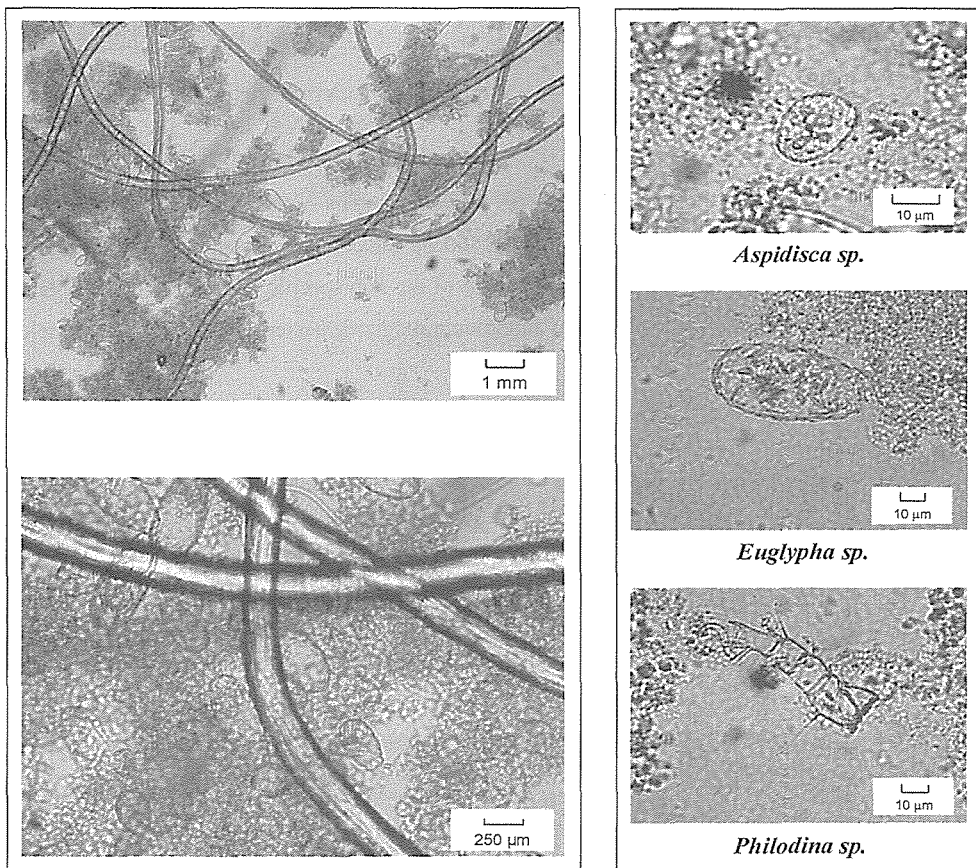 1 mm
250 μm
10 μm
Aspidisca sp.
10 μm
Euglypha sp.
10 μm
Philodina sp.